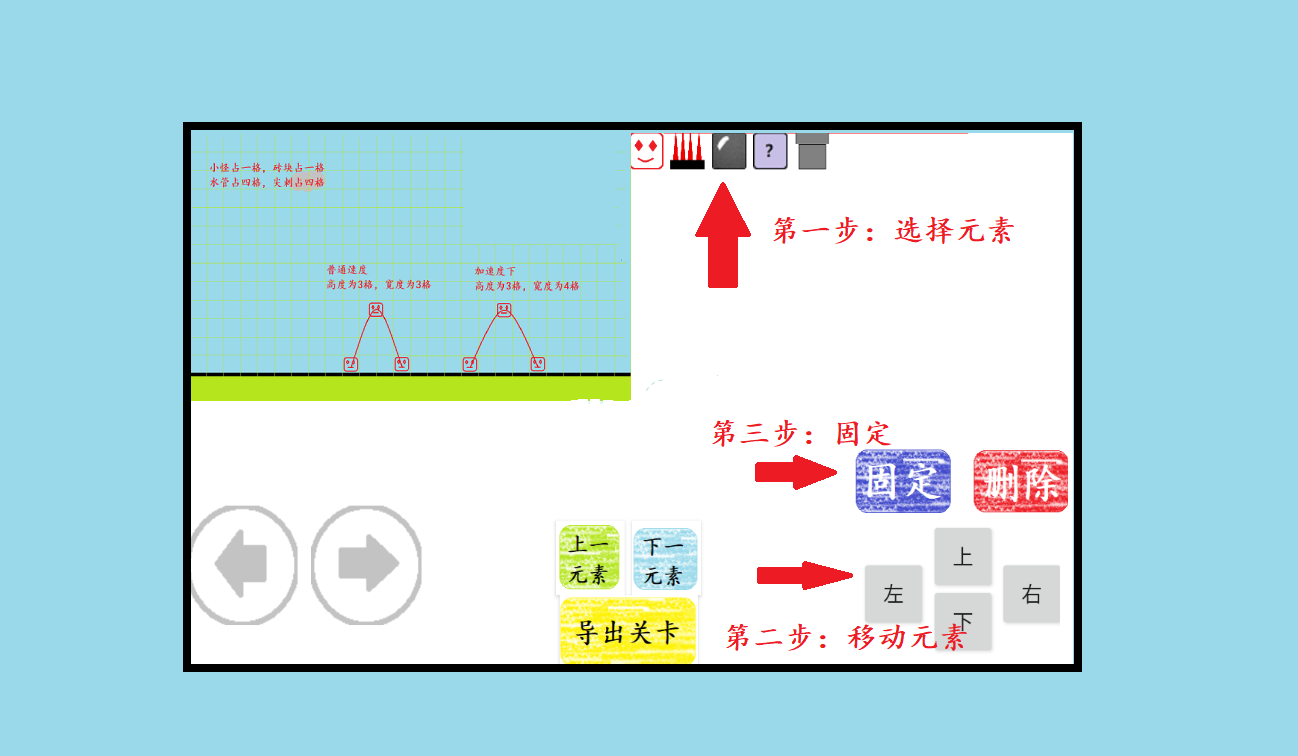 小怪占一格，砖块占一格
水管占四格，尖刺占四格
?
第一步：选择元素
普通速度
高度为3格，宽度为3格
加速度下
高度为3格，宽度为4格
第三步：固定
固定
删除
上一
元素
下一
元素
导出关卡
上
左
右
下
第二步：移动元素